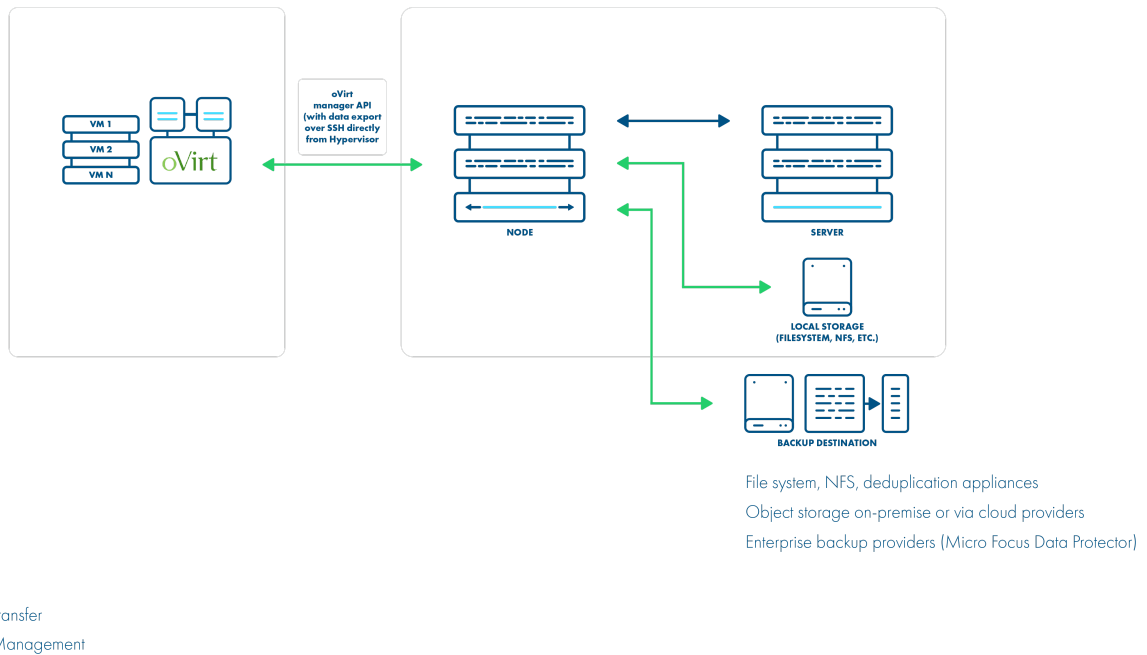 oVirt
manager API
(with data export
over SSH directly
from Hypervisor
VM 1
VM 2
VM N
oVirt
NODE
SERVER
LOCAL STORAGE
(FILESYSTEM, NFS, ETC.)
BACKUP DESTINATION
File system, NFS, deduplication appliances
Object storage on-premise or via cloud providers
Enterprise backup providers (Micro Focus Data Protector)
ansfer
Management